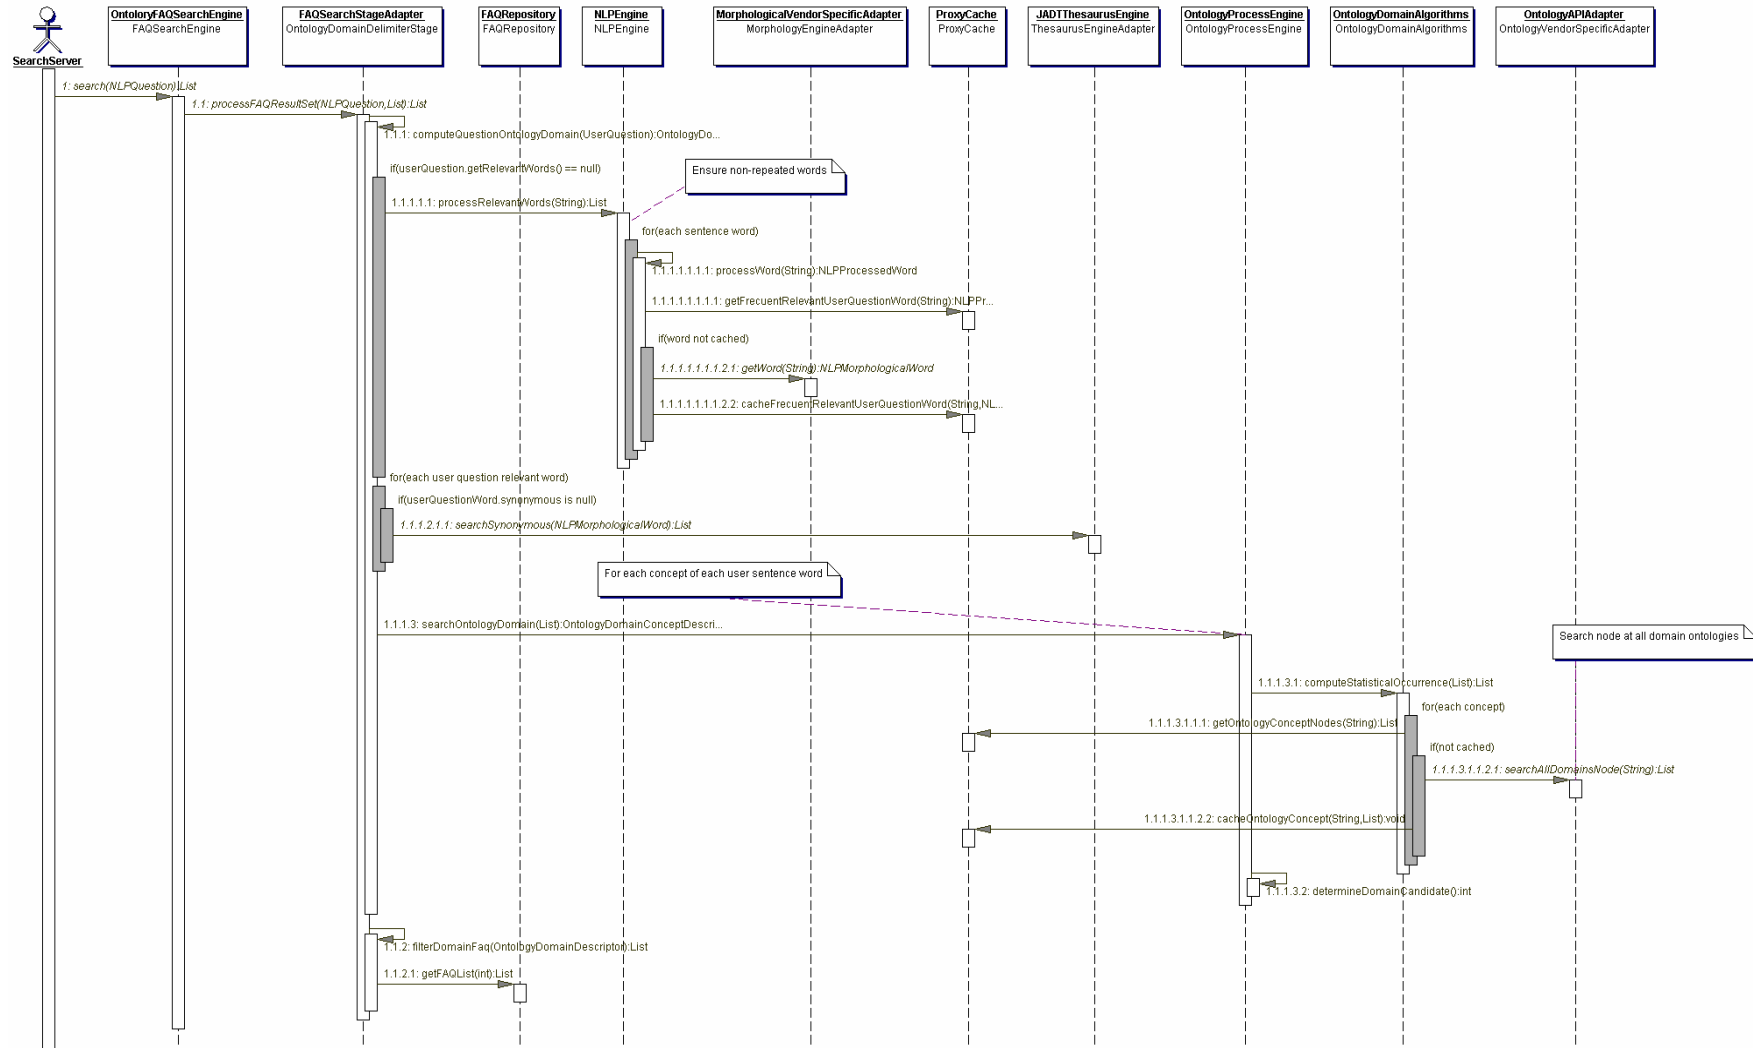 OntoloryFAQSearchEngine
FAQSearchEngine
FAQSearchStageAdapter
OntologyDomainDelimiterStage
FAQRepository
FAQRepository
NLPEngine
NLPEngine
MorphologicalVendorSpecificAdapter
MorphologyEngineAdapter
ProxyCache
ProxyCache
JADTThesaurusEngine
ThesaurusEngineAdapter
OntologyProcessEngine
OntologyProcessEngine
OntologyDomainAlgorithms
OntologyDomainAlgorithms
OntologyAPIAdapter
OntologyVendorSpecificAdapter
SearchServer
1: search(NLPQuestion):List
1.1: processFAQResultSet(NLPQuestion,List):List
1.1.1: computeQuestionOntologyDomain(UserQuestion):OntologyDo...
if(userQuestion.getRelevantWords() == null)
Ensure non-repeated words
1.1.1.1.1: processRelevantWords(String):List
for(each sentence word)
1.1.1.1.1.1.1: processWord(String):NLPProcessedWord
1.1.1.1.1.1.1.1: getFrecuentRelevantUserQuestionWord(String):NLPPr...
if(word not cached)
1.1.1.1.1.1.1.2.1: getWord(String):NLPMorphologicalWord
1.1.1.1.1.1.1.2.2: cacheFrecuentRelevantUserQuestionWord(String,NL...
for(each user question relevant word)
if(userQuestionWord.synonymous is null)
1.1.1.2.1.1: searchSynonymous(NLPMorphologicalWord):List
For each concept of each user sentence word
1.1.1.3: searchOntologyDomain(List):OntologyDomainConceptDescri...
Search node at all domain ontologies
1.1.1.3.1: computeStatisticalOccurrence(List):List
for(each concept)
1.1.1.3.1.1.1: getOntologyConceptNodes(String):List
if(not cached)
1.1.1.3.1.1.2.1: searchAllDomainsNode(String):List
1.1.1.3.1.1.2.2: cacheOntologyConcept(String,List):void
1.1.1.3.2: determineDomainCandidate():int
1.1.2: filterDomainFaq(OntologyDomainDescriptor):List
1.1.2.1: getFAQList(int):List